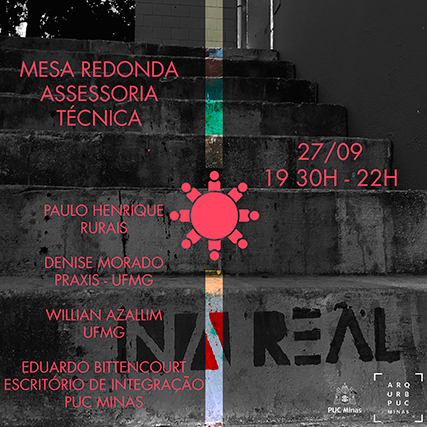 MESA REDONDA
ASSESSORIA
TÉCNICA
27/09
19 30H - 22H
PAULO HENRIQUE
RURAIS
DENISE MORADO
PRAXIS - UFMG
WILLIAN AZALLIM
UFMG
EDUARDO BITTENCOURT
ESCRITÓRIO DE INTEGRAÇÃO
PUC MINAS
NA REAL
PUC Minas
ARQ
URB
PUC
MINAS